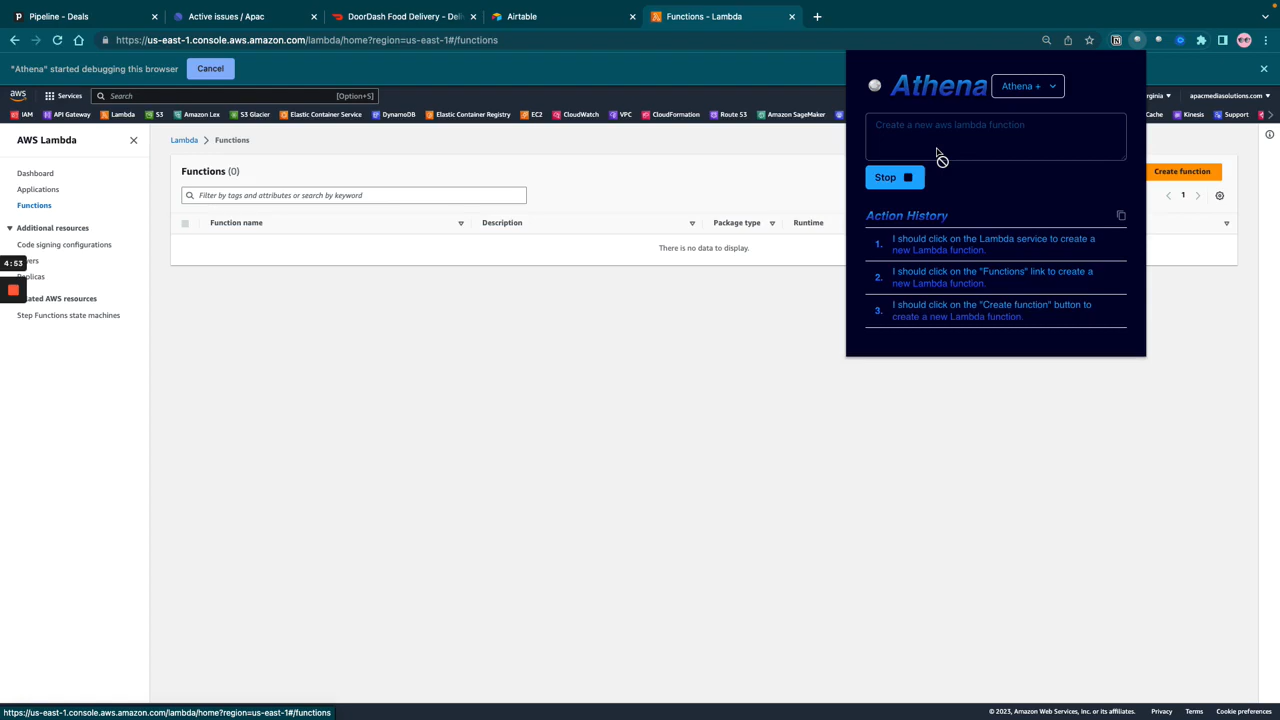 Pipeline - Deals
Active issues / Apac
DoorDash Food Delivery - Deli
Airtable
Functions - Lambda
https://us-east-1.console.aws.amazon.com/lambda/home?region=us-east-1#/functions
"Athena" started debugging this browser
Cancel
aws
Services
Search
[Option+S]
ginia
apacmediasolutions.com
IAM
API Gateway
Lambda
S3
Amazon Lex
S3 Glacier
Elastic Container Service
DynamoDB
Elastic Container Registry
EC2
CloudWatch
VPC
CloudFormation
Route 53
Amazon SageMaker
Cache
Kinesis
Support
AWS Lambda
Dashboard
Applications
Functions
Additional resources
Code signing configurations
ers
Replicas
ated AWS resources
Step Functions state machines
4:53
Lambda
Functions
Functions (0)
Create function
Filter by tags and attributes or search by keyword
1
Function name
Description
Package type
Runtime
There is no data to display.
Athena
Athena +
Create a new aws lambda function
Stop
Action History
1. I should click on the Lambda service to create a
new Lambda function.
2. I should click on the "Functions" link to create a
new Lambda function.
3. I should click on the "Create function" button to
create a new Lambda function.
https://us-east-1.console.aws.amazon.com/lambda/home?region=us-east-1#/functions
© 2023, Amazon Web Services, Inc. or its affiliates.
Privacy
Terms
Cookie preferences